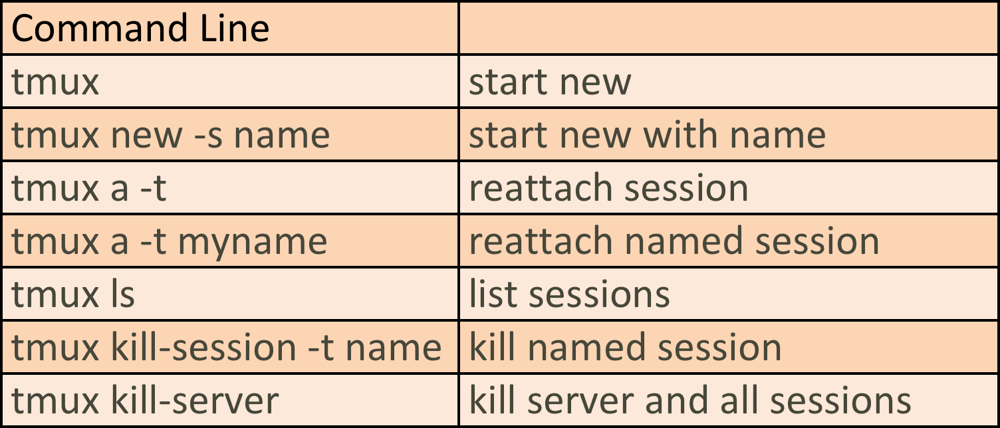 Command Line
tmux start new
tmux new -s name start new with name
tmux a -t reattach session
tmux a -t myname reattach named session
tmux ls list sessions
tmux kill-session -t name kill named session
tmux kill-server kill server and all sessions